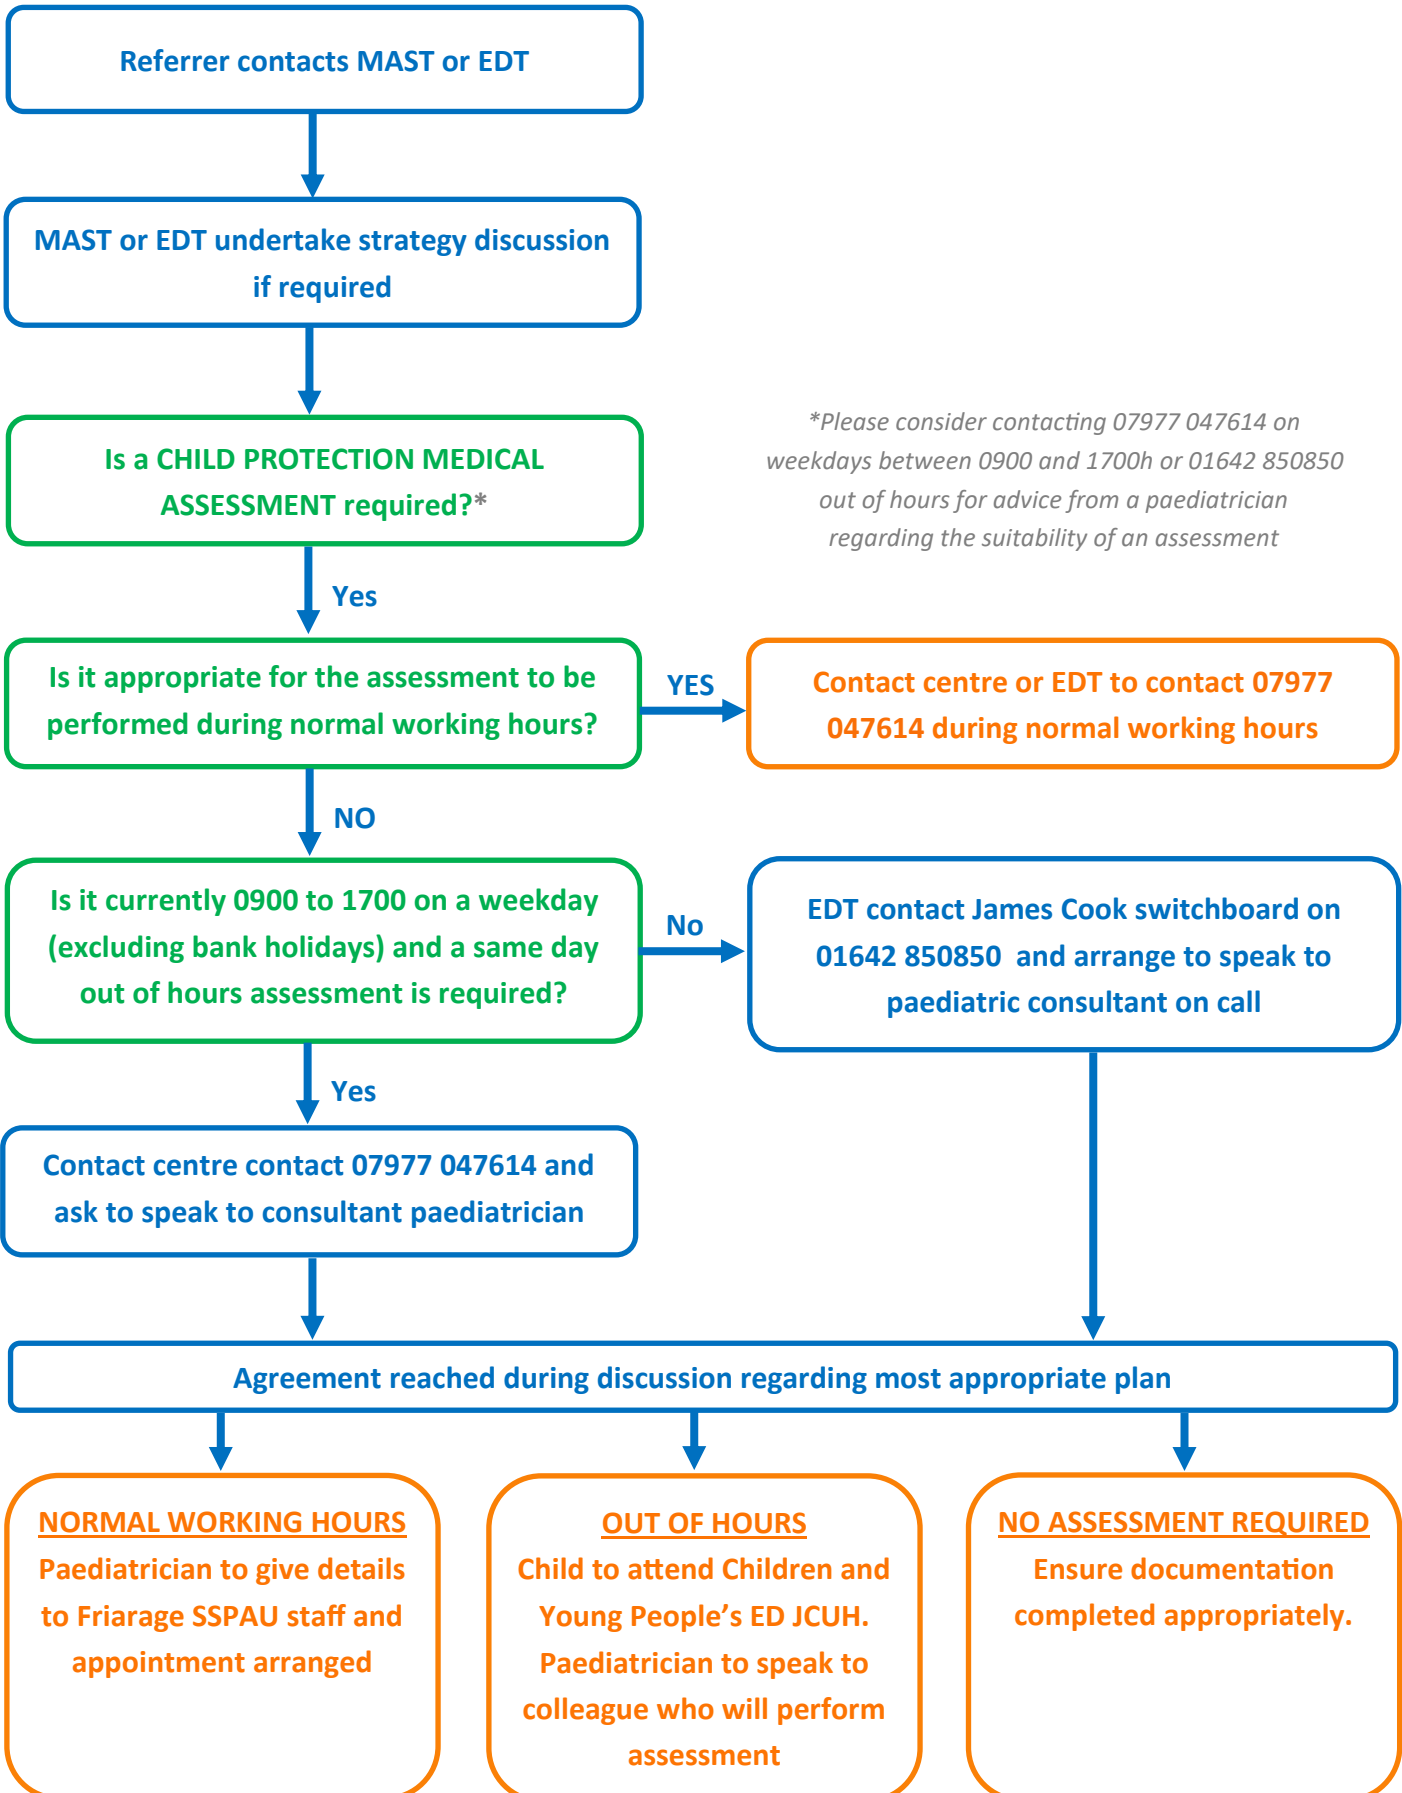 Referrer contacts MAST or EDT
MAST or EDT undertake strategy discussion
if required
Is a CHILD PROTECTION MEDICAL
ASSESSMENT required?*
*Please consider contacting 07977 047614 on
weekdays between 0900 and 1700h or 01642 850850
out of hours for advice from a paediatrician
regarding the suitability of an assessment
Yes
Is it appropriate for the assessment to be
performed during normal working hours?
YES
Contact centre or EDT to contact 07977
047614 during normal working hours
NO
Is it currently 0900 to 1700 on a weekday
(excluding bank holidays) and a same day
out of hours assessment is required?
No
EDT contact James Cook switchboard on
01642 850850 and arrange to speak to
paediatric consultant on call
Yes
Contact centre contact 07977 047614 and
ask to speak to consultant paediatrician
Agreement reached during discussion regarding most appropriate plan
NORMAL WORKING HOURS
Paediatrician to give details
to Friarage SSPAU staff and
appointment arranged
OUT OF HOURS
Child to attend Children and
Young People’s ED JCUH.
Paediatrician to speak to
colleague who will perform
assessment
NO ASSESSMENT REQUIRED
Ensure documentation
completed appropriately.